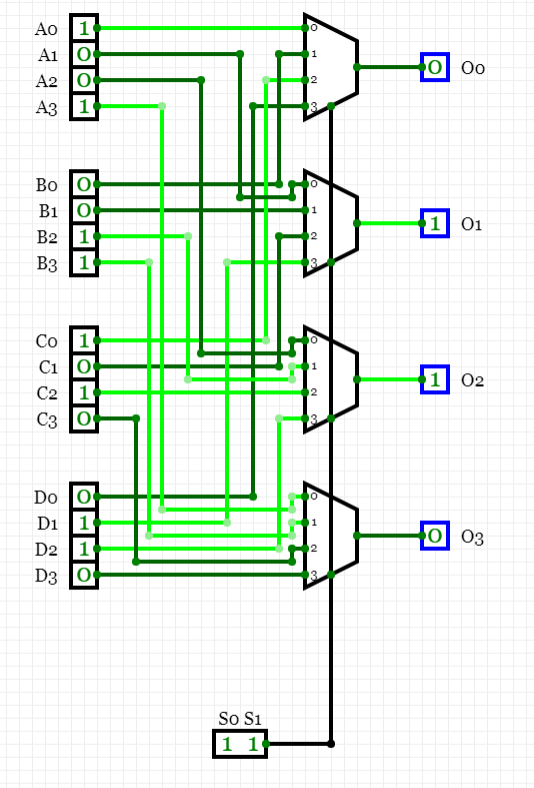 A0 1 0 0 O0
A1 0 1
A2 0 2
A3 1 3
B0 0 0
B1 0 1 1 O1
B2 1 2
B3 1 3
C0 1 0
C1 0 1
C2 1 2 1 O2
C3 0 3
D0 0 0
D1 1 1 0 O3
D2 1 2
D3 0 3
S0 S1
1 1